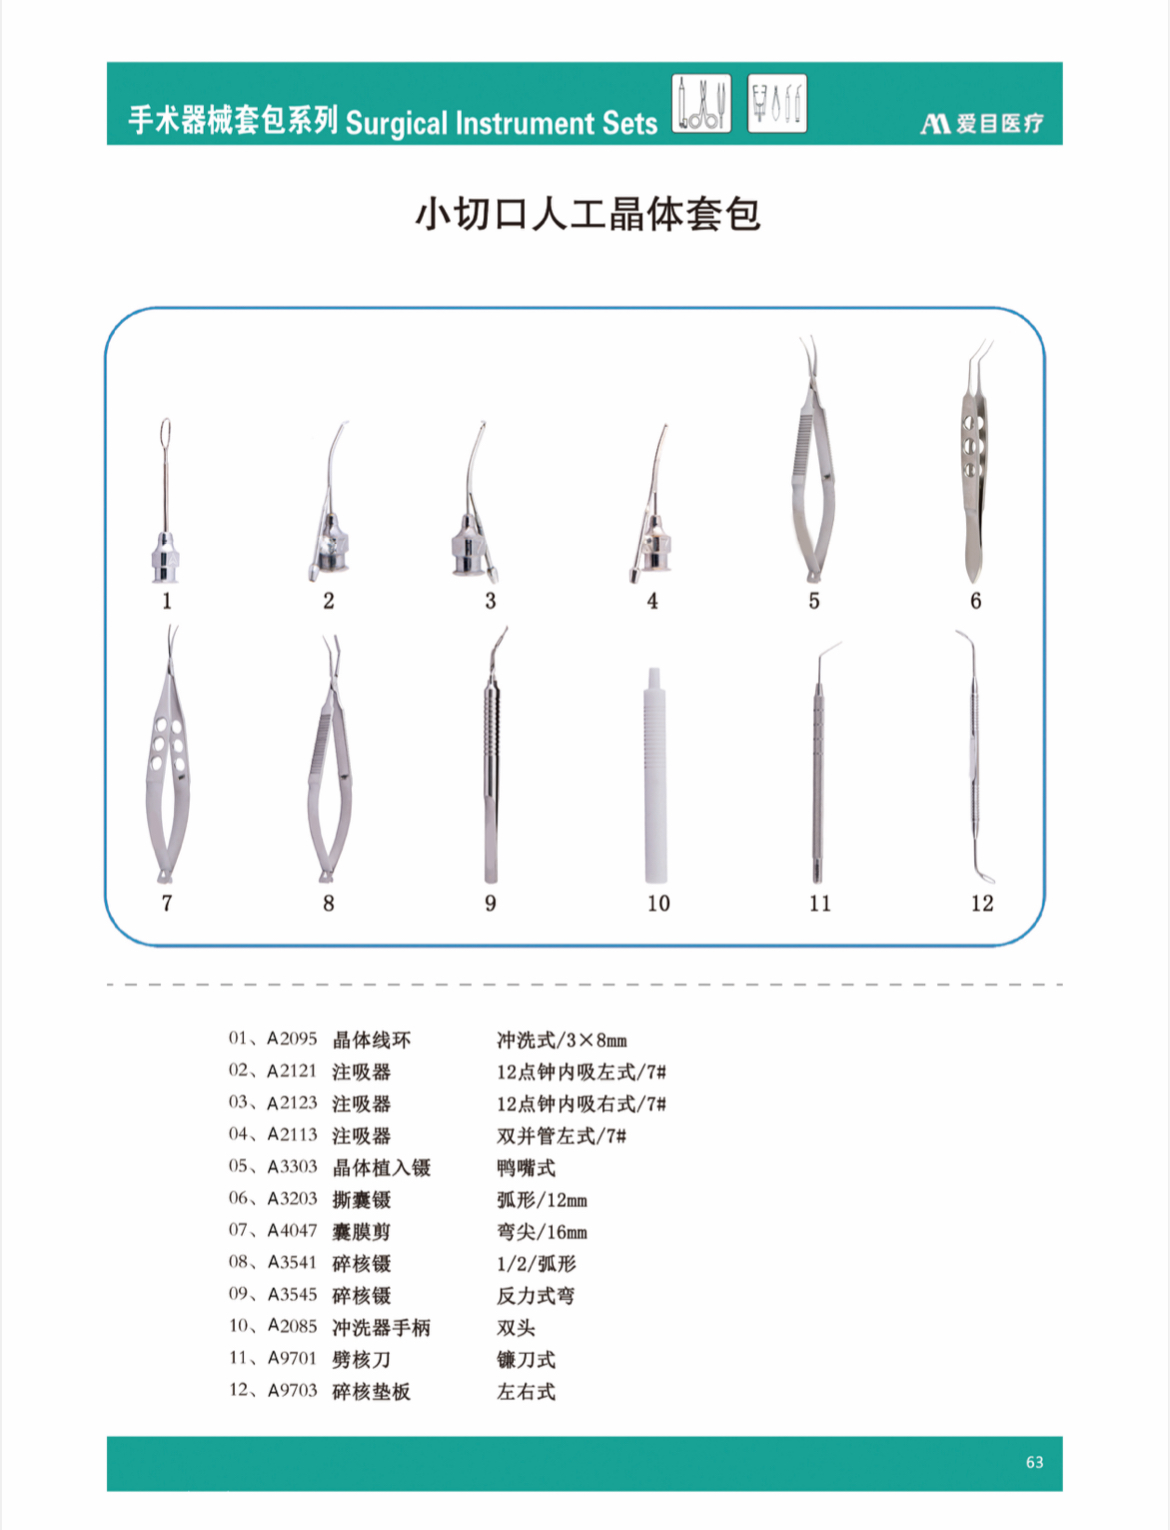 手术器械套包系列 Surgical Instrument Sets
爱目医疗
小切口人工晶体套包
1 2 3 4 5 6
7 8 9 10 11 12
01、A2095 晶体线环 冲洗式/3×8mm
02、A2121 注吸器 12点钟内吸左式/7#
03、A2123 注吸器 12点钟内吸右式/7#
04、A2113 注吸器 双并管左式/7#
05、A3303 晶体植入镊 鸭嘴式
06、A3203 撕囊镊 弧形/12mm
07、A4047 囊膜剪 弯尖/16mm
08、A3541 碎核镊 1/2/弧形
09、A3545 碎核镊 反力式弯
10、A2085 冲洗器手柄 双头
11、A9701 劈核刀 镰刀式
12、A9703 碎核垫板 左右式
63